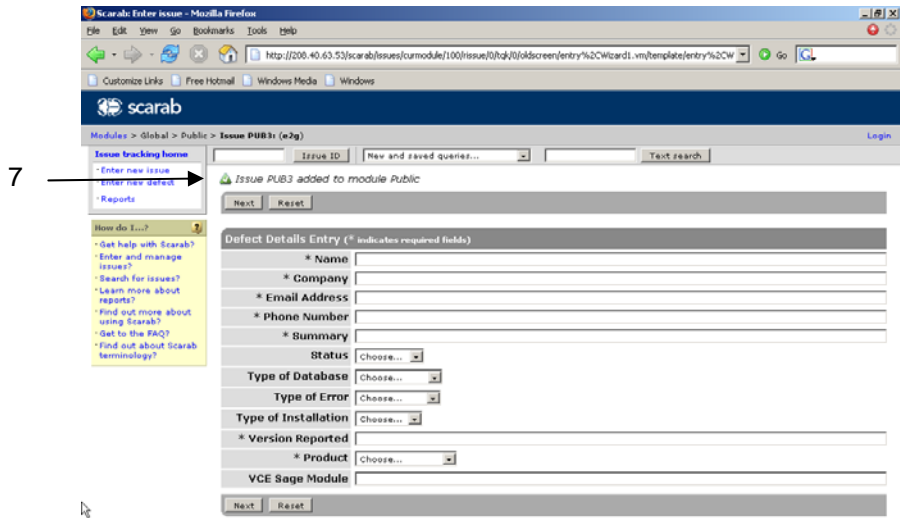 Scarab: Enter issue - Mozilla Firefox
File Edit View Go Bookmarks Tools Help
http://208.40.63.53/scarab/issues/curmodule/100/rissue/0/tqk/0/oldscreen/entry%2CWizard1.vm/template/entry%2CW Go
Customize Links Free Hotmail Windows Media Windows
scarab
Modules > Global > Public > Issue PUB3: (e2g) Login
Issue tracking home
Enter new issue
Enter new defect
Reports
Issue ID New and saved queries... Text search
7
Issue PUB3 added to module Public
Next Reset
How do I...? ?
Get help with Scarab?
Enter and manage
issues?
Search for issues?
Learn more about
reports?
Find out more about
using Scarab?
Get to the FAQ?
Find out about Scarab
terminology?
Defect Details Entry (* indicates required fields)
* Name
* Company
* Email Address
* Phone Number
* Summary
Status Choose...
Type of Database Choose...
Type of Error Choose...
Type of Installation Choose...
* Version Reported
* Product Choose...
VCE Sage Module
Next Reset